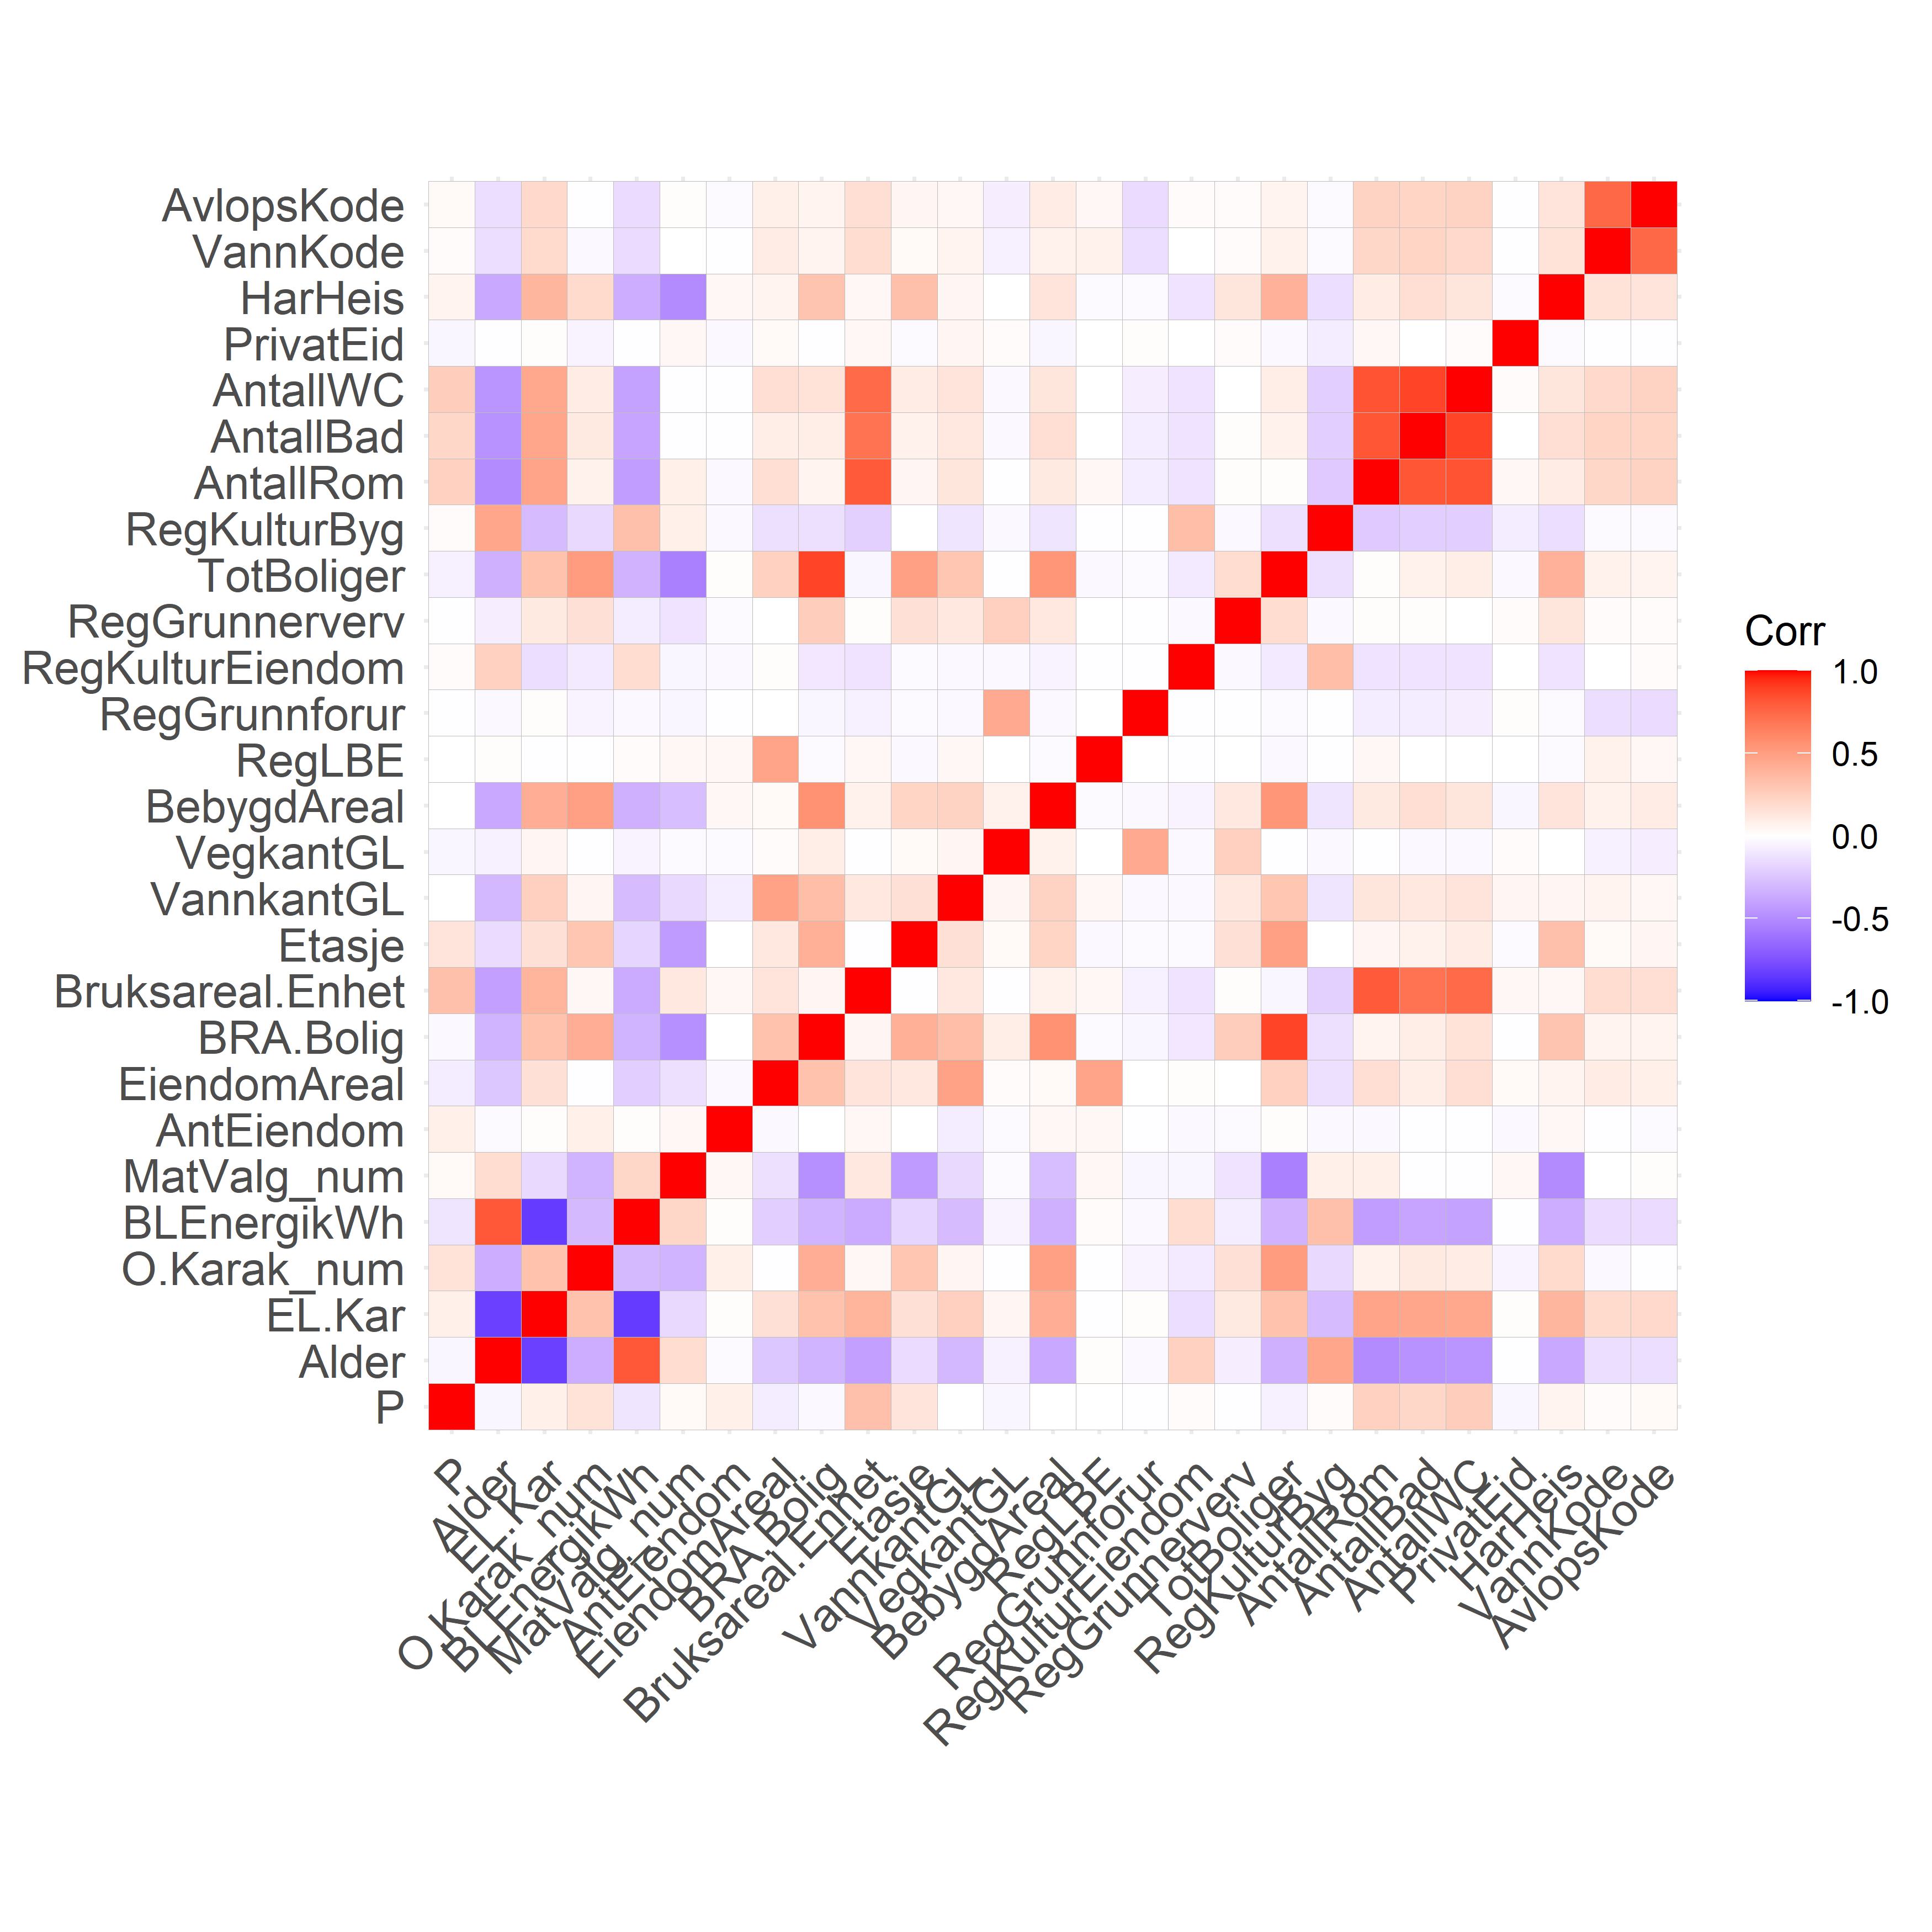 AvlopsKode
VannKode
HarHeis
PrivatEid
AntallWC
AntallBad
AntallRom
RegKulturByg
TotBoliger
RegGrunnerverv
RegKulturEiendom
RegGrunnforur
RegLBE
BebygdAreal
VegkantGL
VannkantGL
Etasje
Bruksareal.Enhet
BRA.Bolig
EiendomAreal
AntEiendom
MatValg_num
BLEnergikWh
O.Karak_num
EL.Kar
Alder
P
P
Alder
EL.Kar
O.Karak_num
BLEnergikWh
MatValg_num
AntEiendom
EiendomAreal
BRA.Bolig
Bruksareal.Enhet
Etasje
VannkantGL
VegkantGL
BebygdAreal
RegLBE
RegGrunnforur
RegKulturEiendom
RegGrunnerverv
TotBoliger
RegKulturByg
AntallRom
AntallBad
AntallWC
PrivatEid
HarHeis
VannKode
AvlopsKode
Corr
1.0
0.5
0.0
-0.5
-1.0